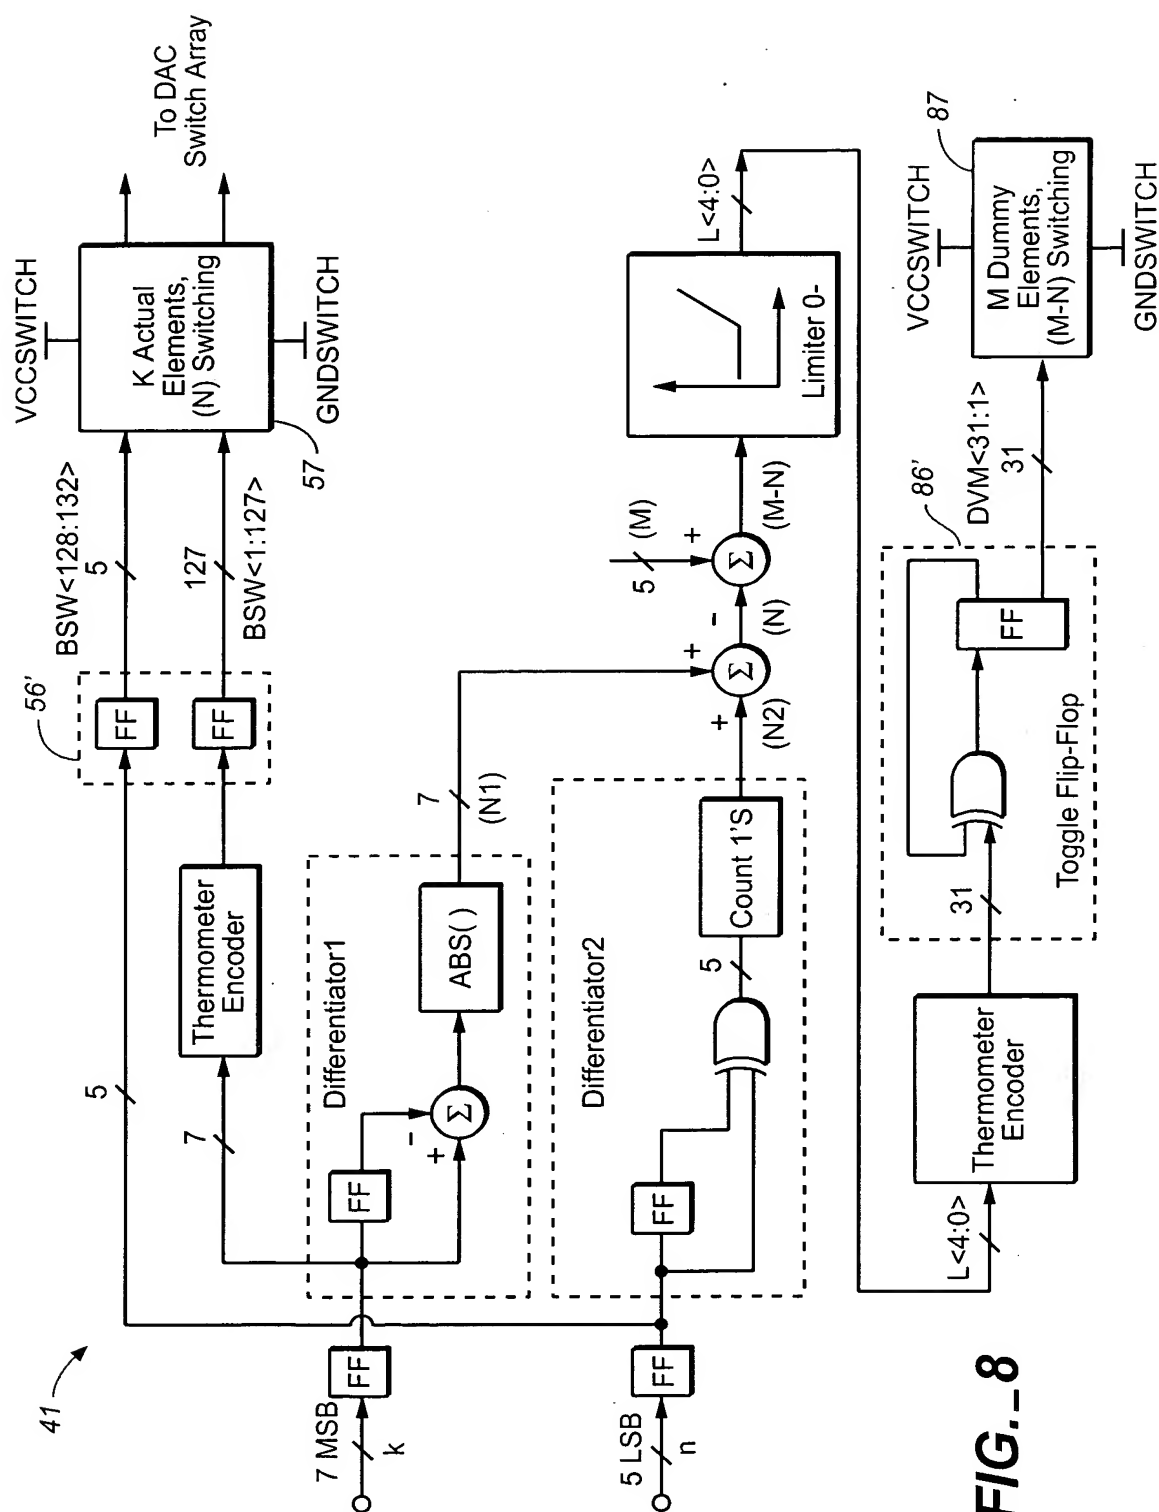 41
7 MSB
k
FF
5 LSB
n
FF
5
7
Thermometer
Encoder
56'
FF
FF
BSW<128:132>
5
127
BSW<1:127>
VCCSWITCH
K Actual
Elements,
(N) Switching
GNDSWITCH
57
To DAC
Switch Array
Differentiator1
FF
-
+
Σ
ABS()
7
(N1)
Differentiator2
FF
5
Count 1'S
+
(N2)
+
Σ
-
(N)
5
(M)
+
Σ
(M-N)
Limiter 0-
L<4:0>
L<4:0>
Thermometer
Encoder
31
86'
FF
Toggle Flip-Flop
DVM<31:1>
31
VCCSWITCH
M Dummy
Elements,
(M-N) Switching
GNDSWITCH
87
FIG._8